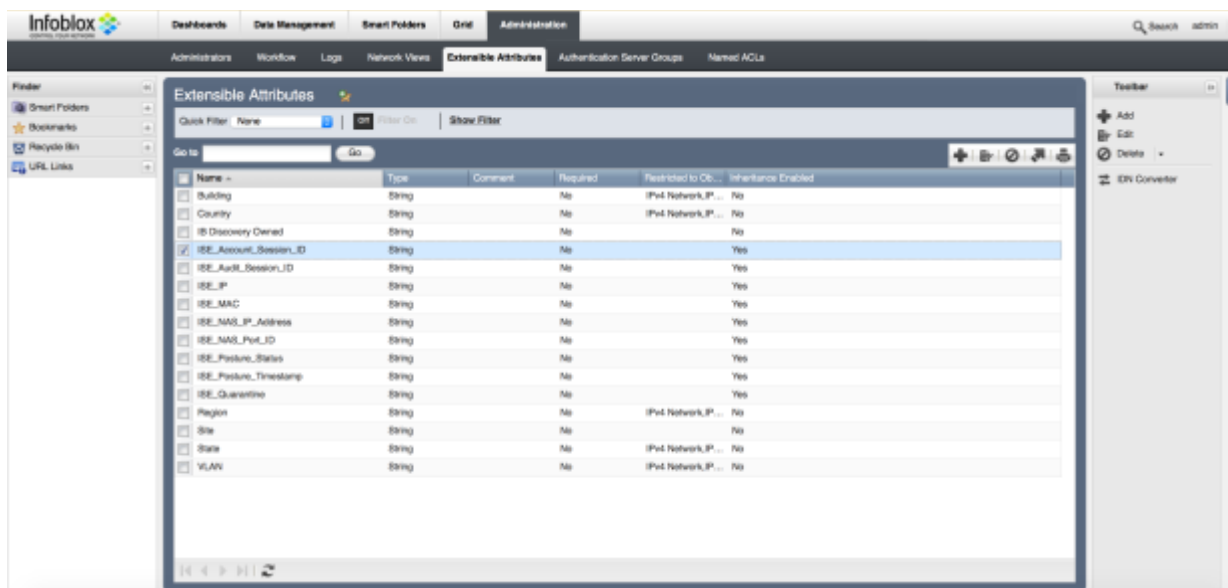 Infoblox
CONTROL YOUR NETWORK
Dashboards Data Management Smart Folders Grid Administration
Search admin
Administrators Workflow Logs Network Views Extensible Attributes Authentication Server Groups Named ACLs
Finder
Smart Folders
Bookmarks
Recycle Bin
URL Links
Extensible Attributes
Quick Filter None Off Filter On Show Filter
Go to Go
Name Type Comment Required Restricted to Ob... Inheritance Enabled
Building String No IPv4 Network,IP... No
Country String No IPv4 Network,IP... No
IB Discovery Owned String No No
ISE_Account_Session_ID String No Yes
ISE_Audit_Session_ID String No Yes
ISE_IP String No Yes
ISE_MAC String No Yes
ISE_NAS_IP_Address String No Yes
ISE_NAS_Port_ID String No Yes
ISE_Posture_Status String No Yes
ISE_Posture_Timestamp String No Yes
ISE_Quarantine String No Yes
Region String No IPv4 Network,IP... No
Site String No No
State String No IPv4 Network,IP... No
VLAN String No IPv4 Network,IP... No
Toolbar
Add
Edit
Delete
IDN Converter